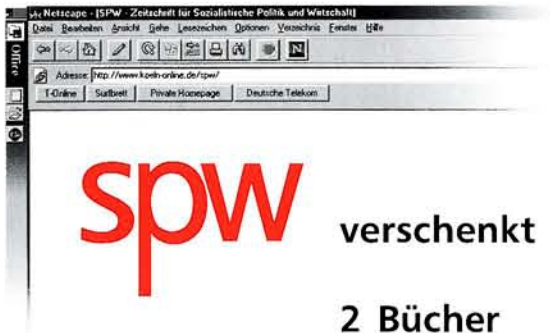 Netscape - [SPW - Zeitschrift für Sozialistische Politik und Wirtschaft]
Datei Bearbeiten Ansicht Gehe Lesezeichen Optionen Verzeichnis Fenster Hilfe
Office
N
Adresse: http://www.koeln-online.de/spw/
T-Online Surfbrett Private Homepage Deutsche Telekom
spw
verschenkt
2 Bücher